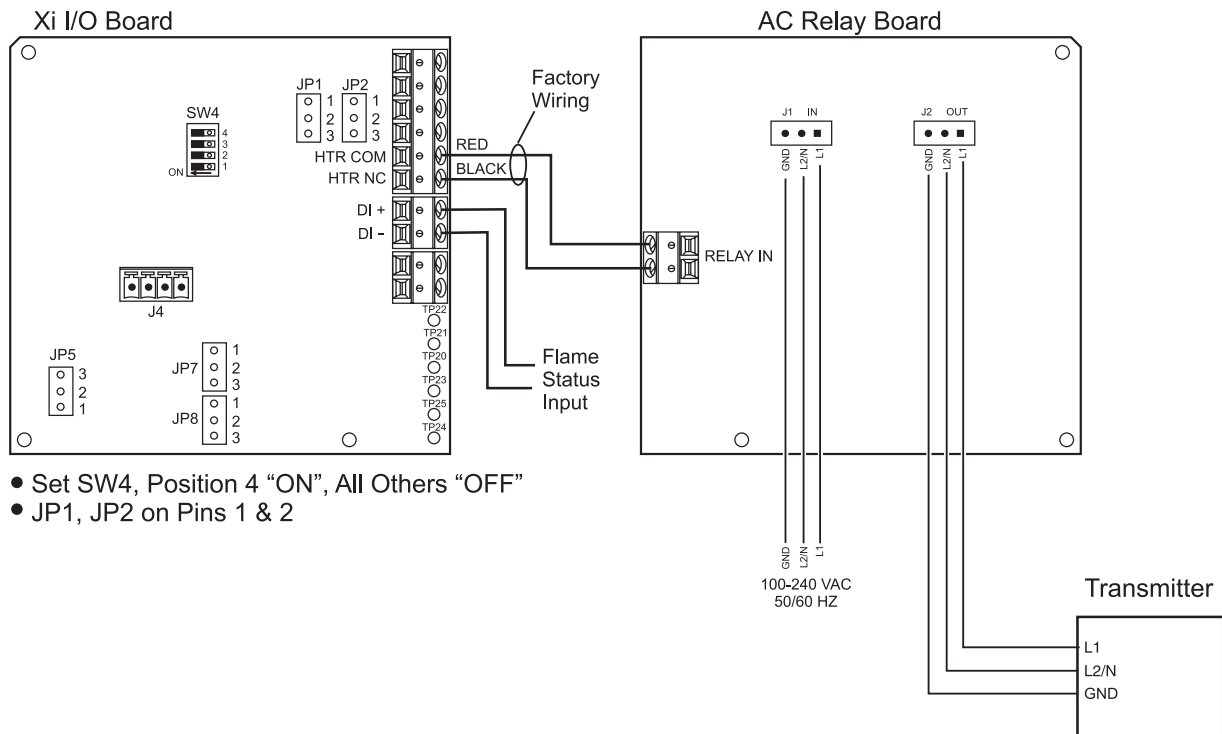 Xi I/O Board
AC Relay Board
JP1
JP2
1
2
3
1
2
3
SW4
4
3
2
1
ON
HTR COM
HTR NC
DI +
DI –
RED
BLACK
Factory
Wiring
J1 IN
GND
L2/N
L1
J2 OUT
GND
L2/N
L1
RELAY IN
J4
TP22
TP21
TP20
TP23
TP25
TP24
JP5
3
2
1
JP7
1
2
3
JP8
1
2
3
Flame
Status
Input
• Set SW4, Position 4 “ON”, All Others “OFF”
• JP1, JP2 on Pins 1 & 2
GND
L2/N
L1
100-240 VAC
50/60 HZ
Transmitter
L1
L2/N
GND